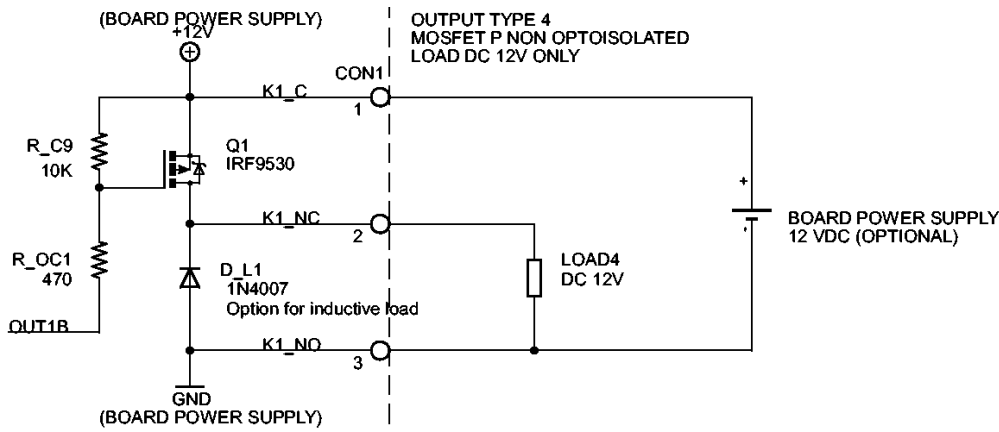 (BOARD POWER SUPPLY)
+12V
OUTPUT TYPE 4
MOSFET P NON OPTOISOLATED
LOAD DC 12V ONLY
CON1
K1_C
1
R_C9
10K
Q1
IRF9530
K1_NC
2
+
-
BOARD POWER SUPPLY
12 VDC (OPTIONAL)
R_OC1
470
D_L1
1N4007
Option for inductive load
LOAD4
DC 12V
OUT1B
K1_NO
3
GND
(BOARD POWER SUPPLY)